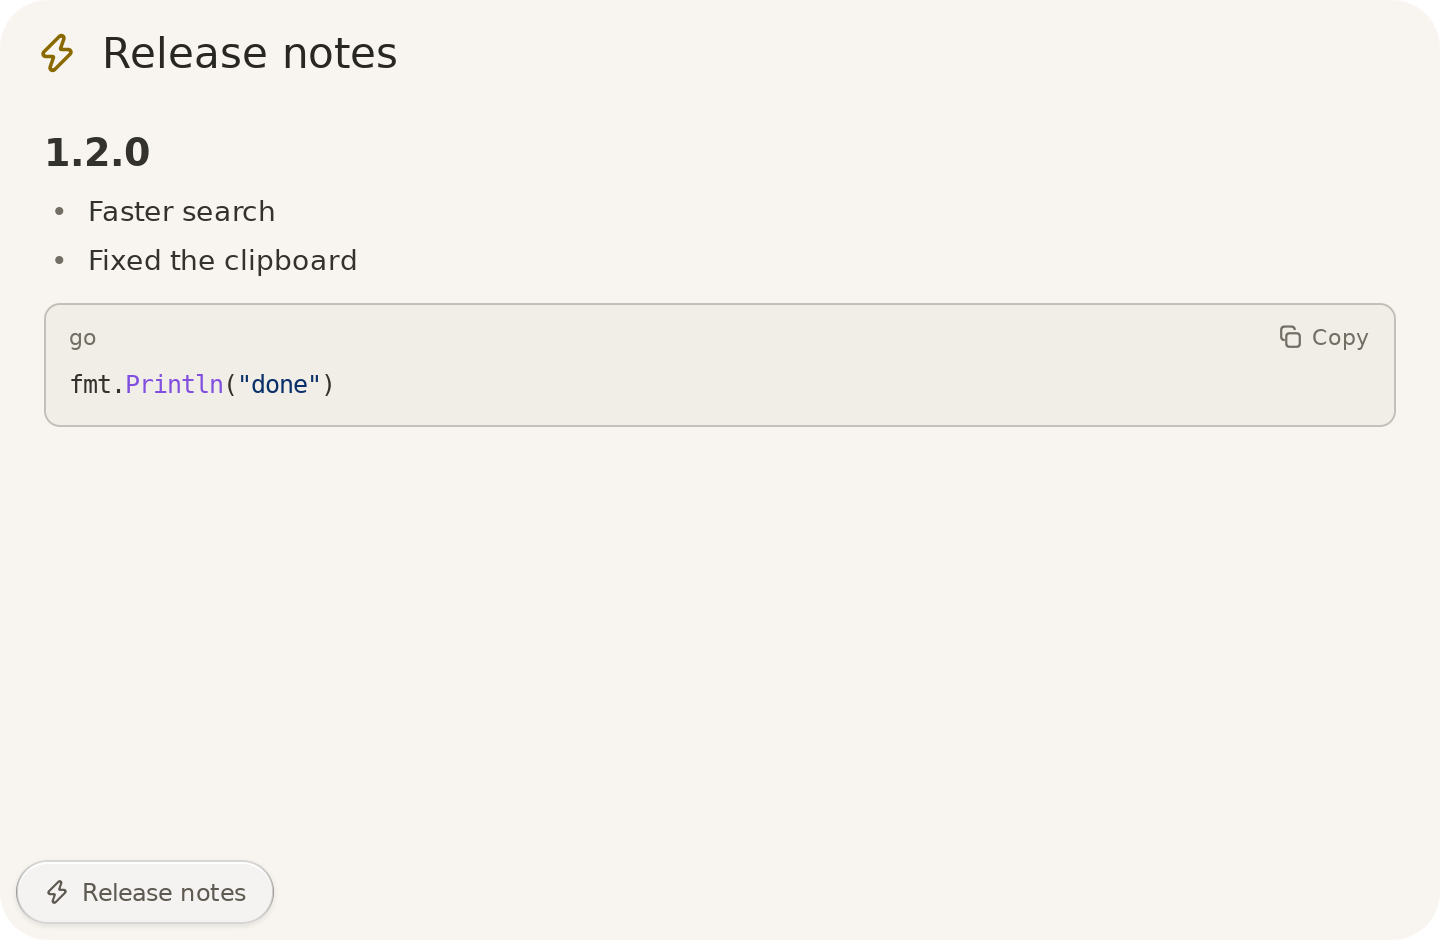 Release notes
1.2.0
• Faster search
• Fixed the clipboard
go
Copy
fmt.Println("done")
Release notes